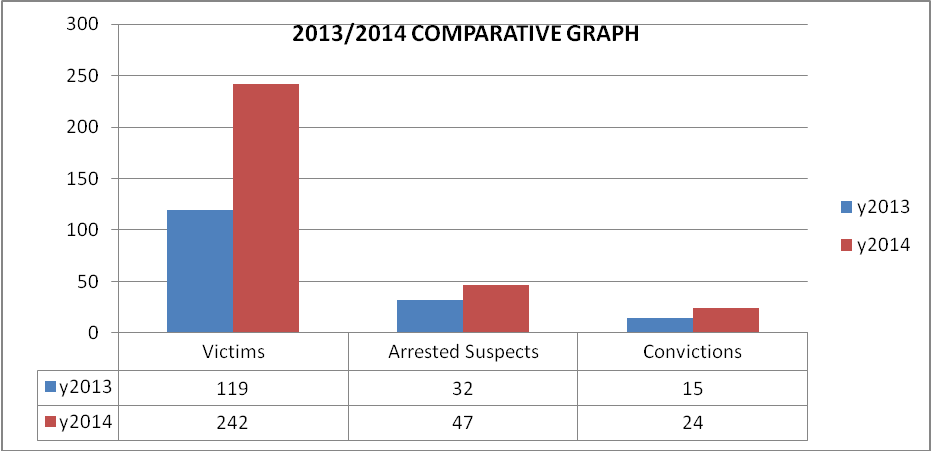 2013/2014 COMPARATIVE GRAPH
300
250
200
150
100
50
0
y2013
y2014
Victims Arrested Suspects Convictions
y2013 119 32 15
y2014 242 47 24